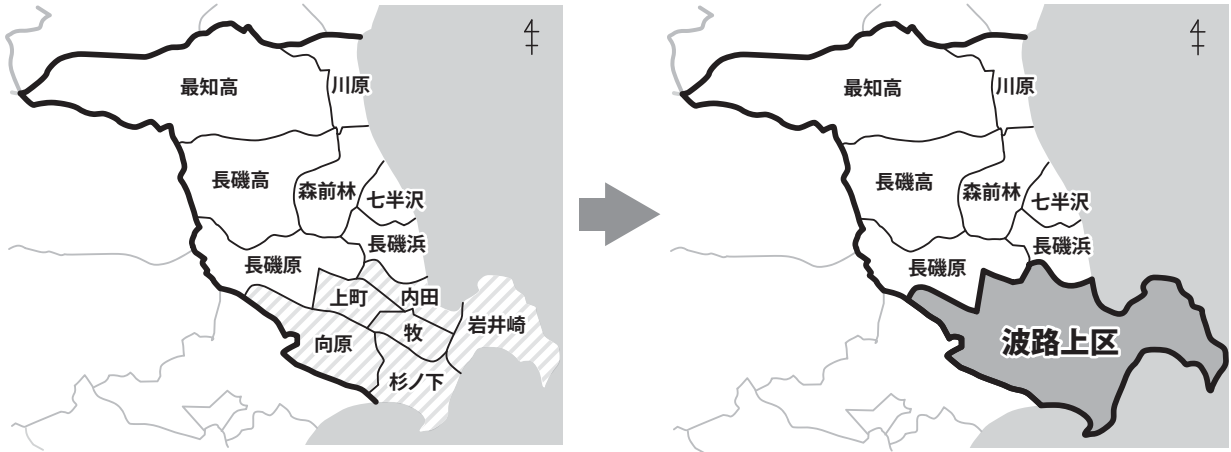 最知高
川原
長磯高
森前林
七半沢
長磯浜
長磯原
上町
内田
岩井崎
牧
向原
杉ノ下
最知高
川原
長磯高
森前林
七半沢
長磯浜
長磯原
波路上区